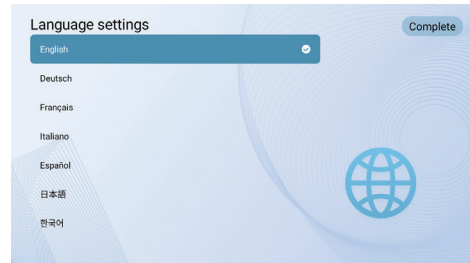 Language settings
Complete
English
Deutsch
Français
Italiano
Español
日本語
한국어